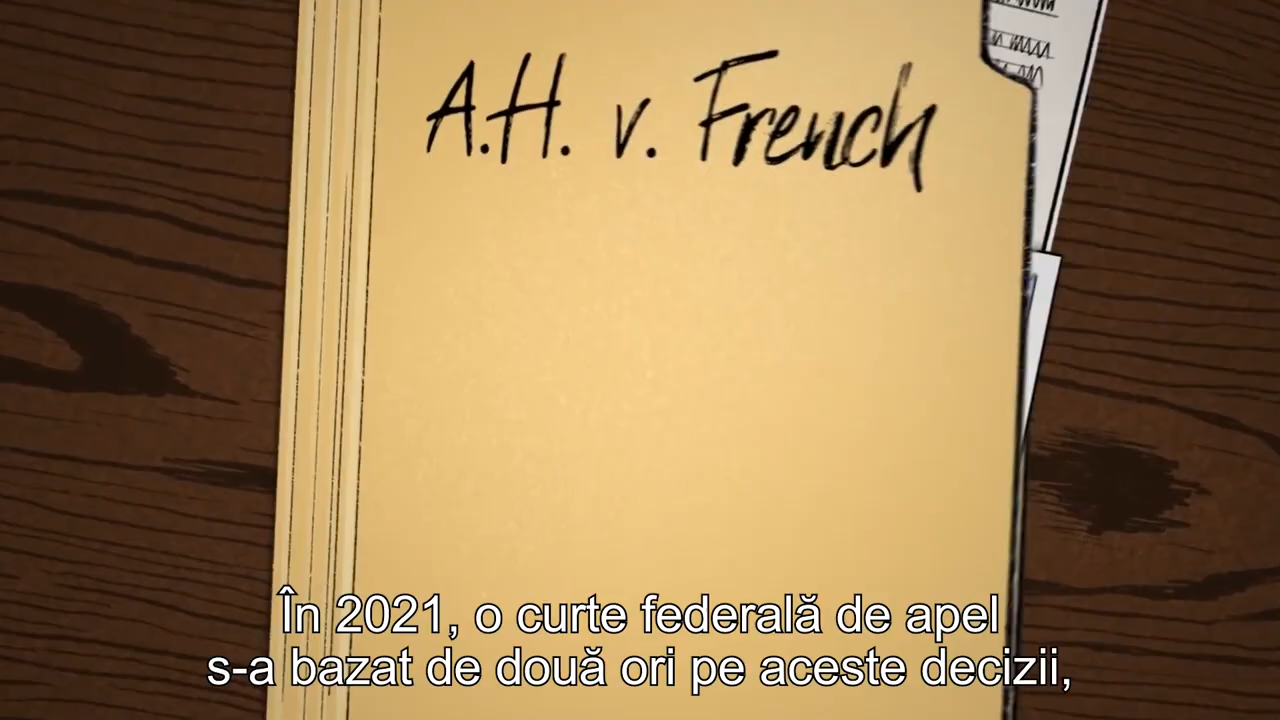 A.H. v. French
În 2021, o curte federală de apel
s-a bazat de două ori pe aceste decizii,